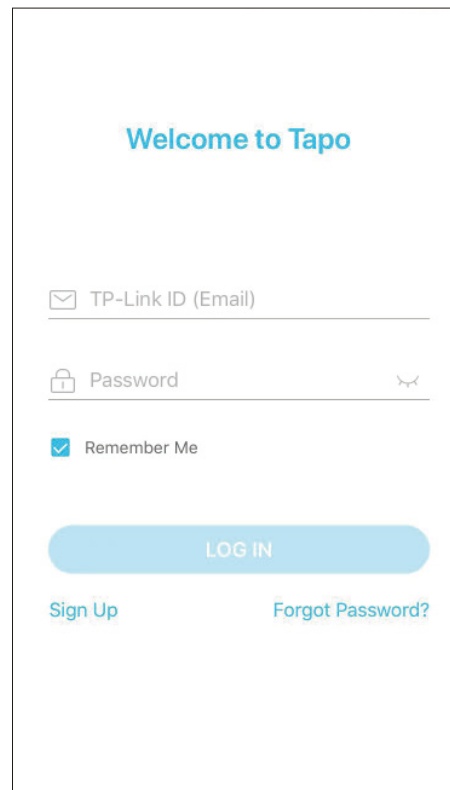 Welcome to Tapo
TP-Link ID (Email)
Password
Remember Me
LOG IN
Sign Up Forgot Password?